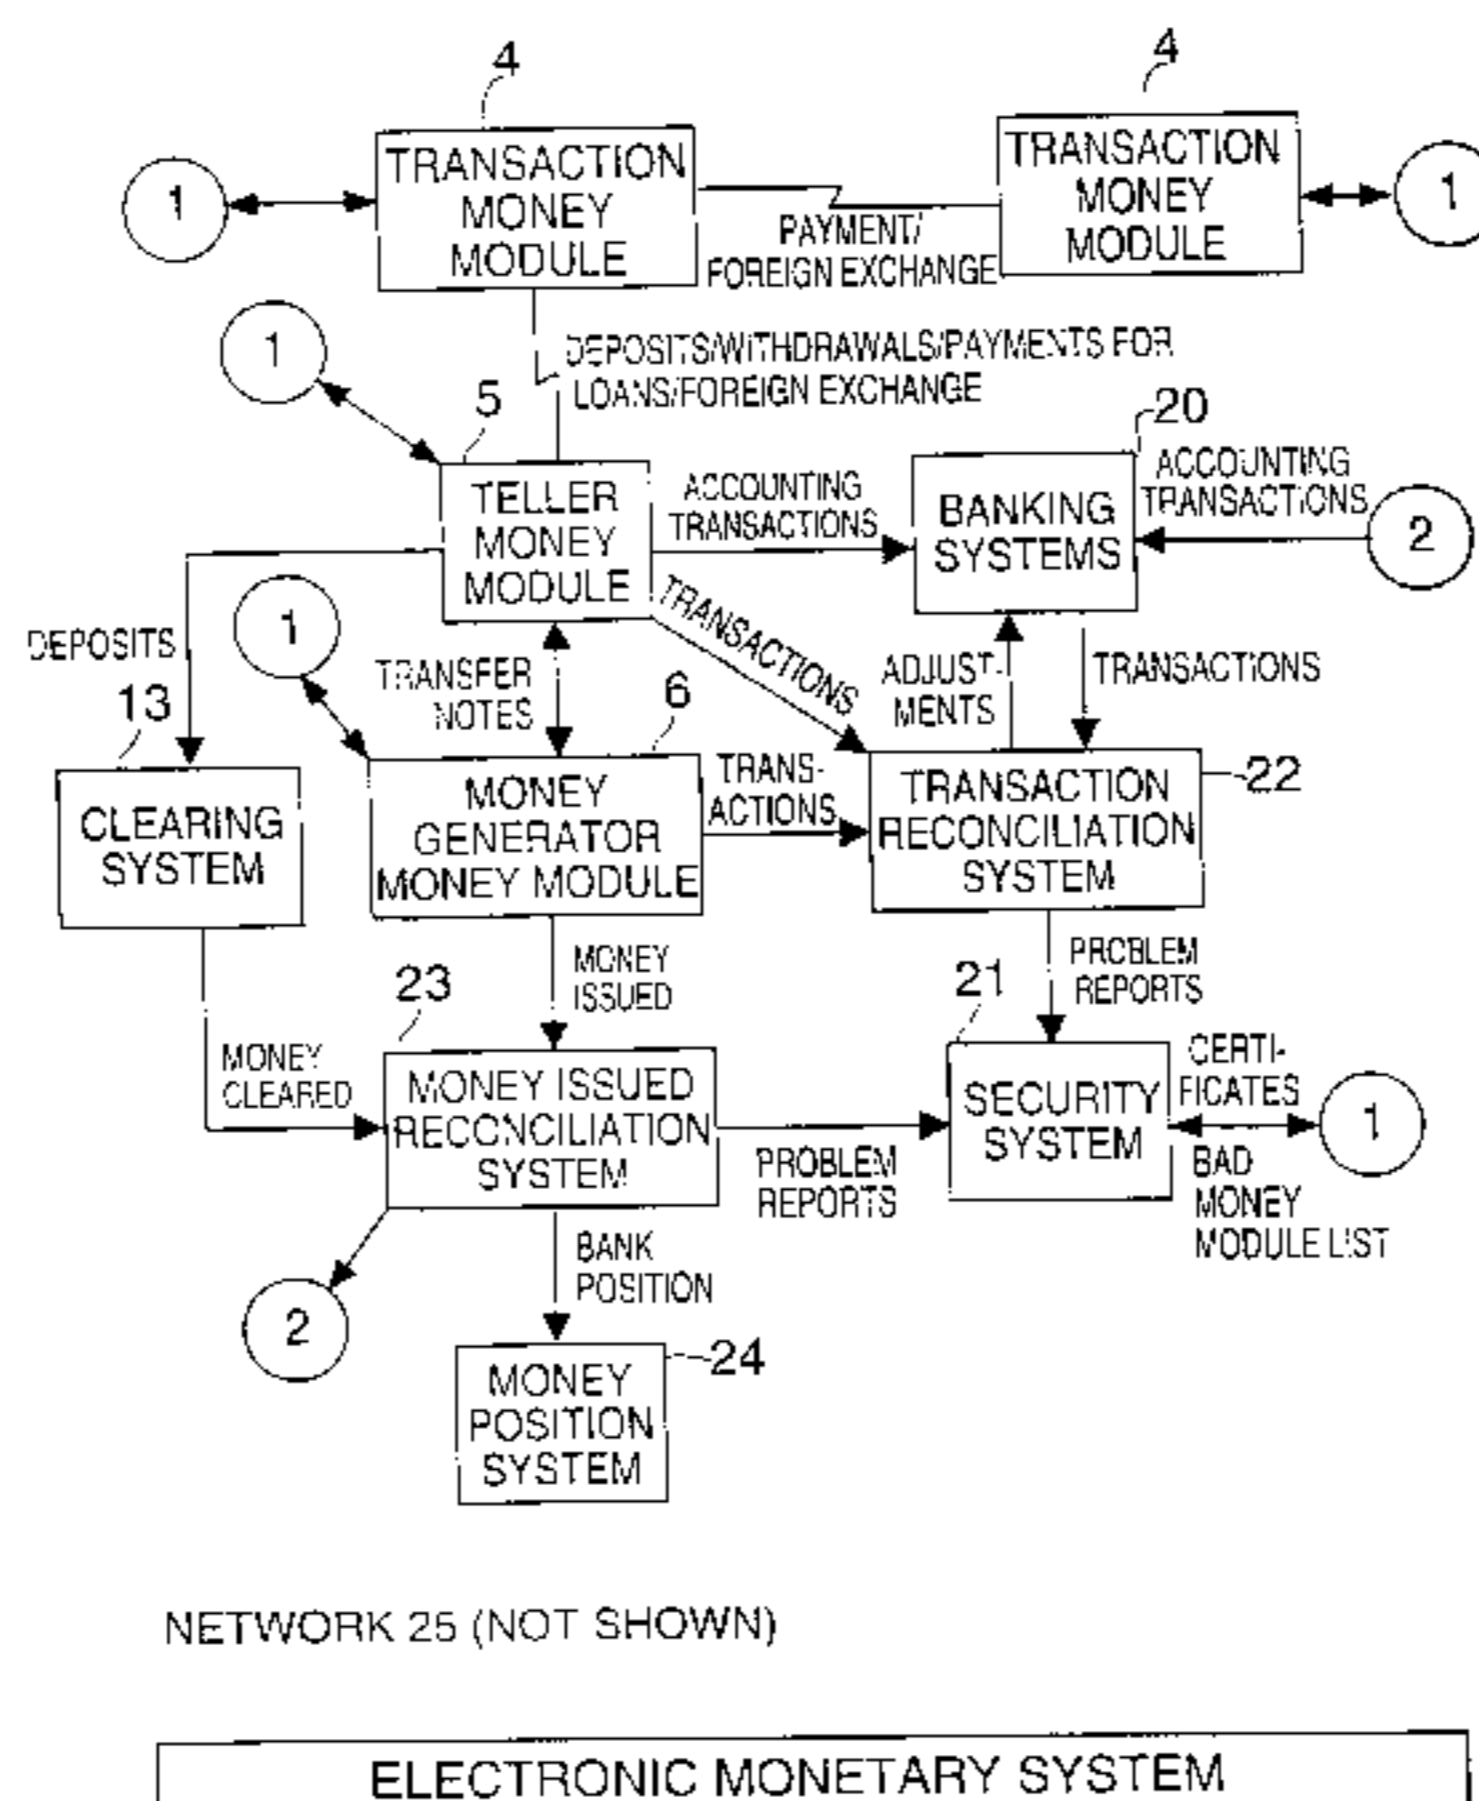 4
4
TRANSACTION
MONEY
MODULE
TRANSACTION
MONEY
MODULE
1
1
PAYMENT/
FOREIGN EXCHANGE
1
DEPOSITS/WITHDRAWALS/PAYMENTS FOR
LOANS/FOREIGN EXCHANGE
5
20
TELLER
MONEY
MODULE
ACCOUNTING
TRANSACTIONS
BANKING
SYSTEMS
ACCOUNTING
TRANSACTIONS
2
DEPOSITS
1
TRANSFER
NOTES
TRANSACTIONS
ADJUST-
MENTS
TRANSACTIONS
13
6
22
CLEARING
SYSTEM
MONEY
GENERATOR
MONEY MODULE
TRANS-
ACTIONS
TRANSACTION
RECONCILIATION
SYSTEM
23
MONEY
ISSUED
21
PROBLEM
REPORTS
MONEY
CLEARED
MONEY ISSUED
RECONCILIATION
SYSTEM
PROBLEM
REPORTS
SECURITY
SYSTEM
CERTI-
FICATES
1
BAD
MONEY
MODULE LIST
2
BANK
POSITION
24
MONEY
POSITION
SYSTEM
NETWORK 25 (NOT SHOWN)
ELECTRONIC MONETARY SYSTEM